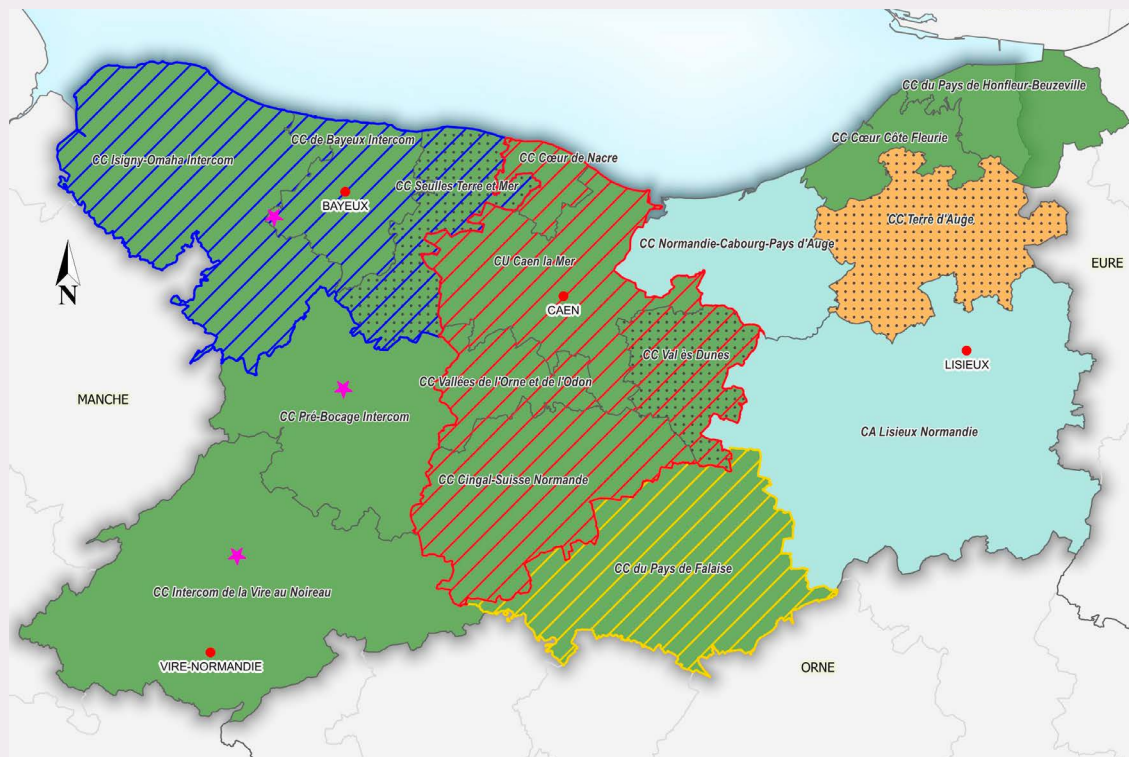 CC du Pays de Honfleur-Beuzeville
CC Cœur Côte Fleurie
CC de Bayeux Intercom
CC Isigny-Omaha Intercom
CC Cœur de Nacre
CC Seulles Terre et Mer
BAYEUX
CC Terre d'Auge
CC Normandie-Cabourg-Pays d'Auge
CU Caen la Mer
EURE
N
CAEN
CC Val ès Dunes
LISIEUX
CC Vallées de l'Orne et de l'Odon
MANCHE
CC Pré-Bocage Intercom
CA Lisieux Normandie
CC Cingal-Suisse Normande
CC du Pays de Falaise
CC Intercom de la Vire au Noireau
VIRE-NORMANDIE
ORNE